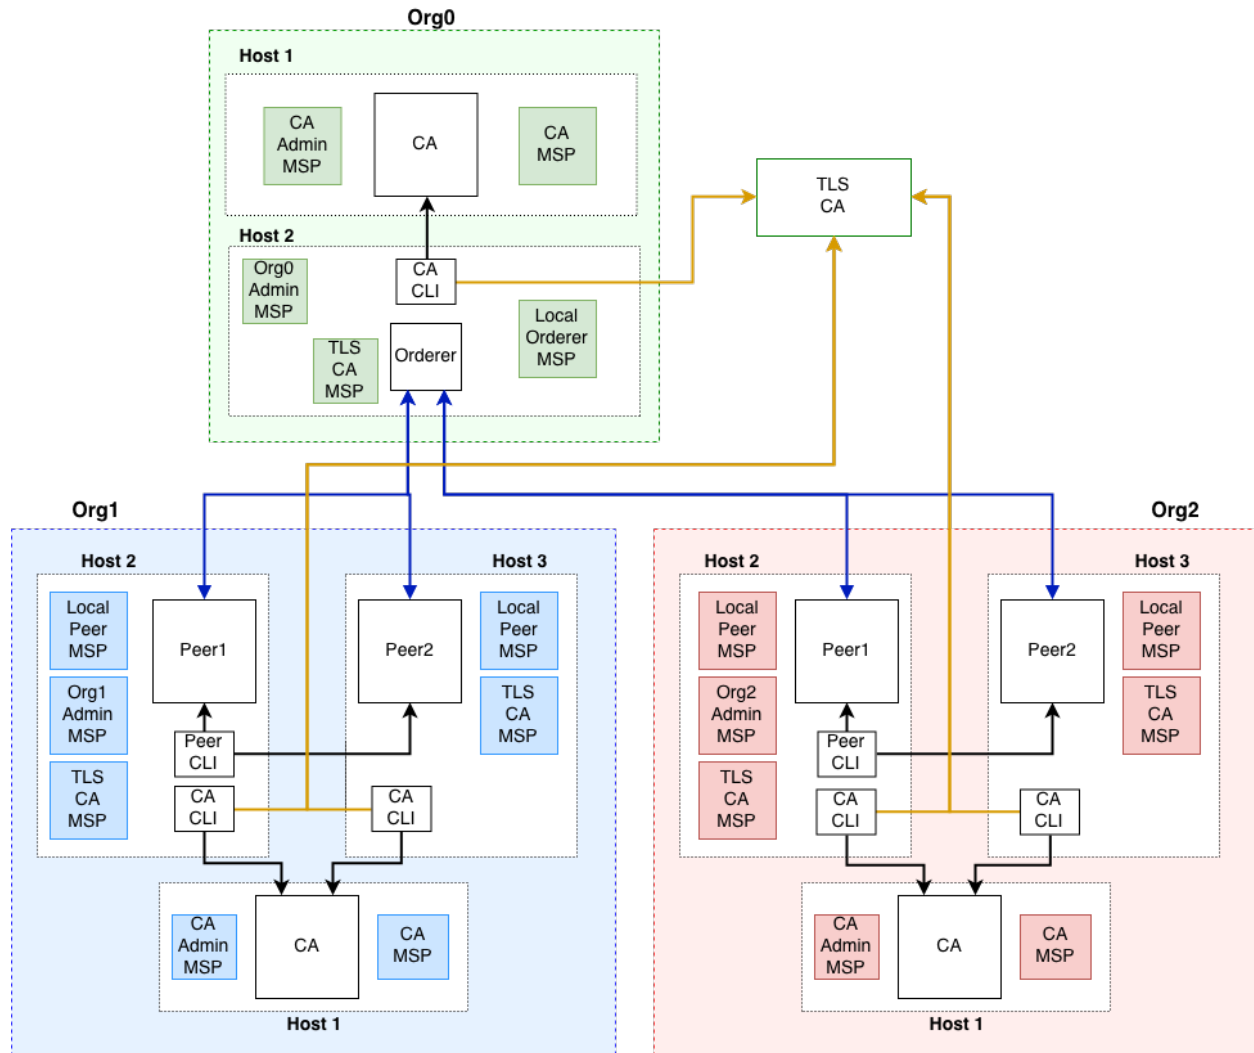 Org0
Host 1
CA
Admin
MSP
CA
CA
MSP
TLS
CA
Host 2
Org0
Admin
MSP
CA
CLI
Local
Orderer
MSP
TLS
CA
MSP
Orderer
Org1
Host 2
Host 3
Local
Peer
MSP
Peer1
Peer2
Local
Peer
MSP
Org1
Admin
MSP
TLS
CA
MSP
Peer
CLI
TLS
CA
MSP
CA
CLI
CA
CLI
CA
Admin
MSP
CA
CA
MSP
Host 1
Org2
Host 2
Host 3
Local
Peer
MSP
Peer1
Peer2
Local
Peer
MSP
Org2
Admin
MSP
TLS
CA
MSP
Peer
CLI
TLS
CA
MSP
CA
CLI
CA
CLI
CA
Admin
MSP
CA
CA
MSP
Host 1